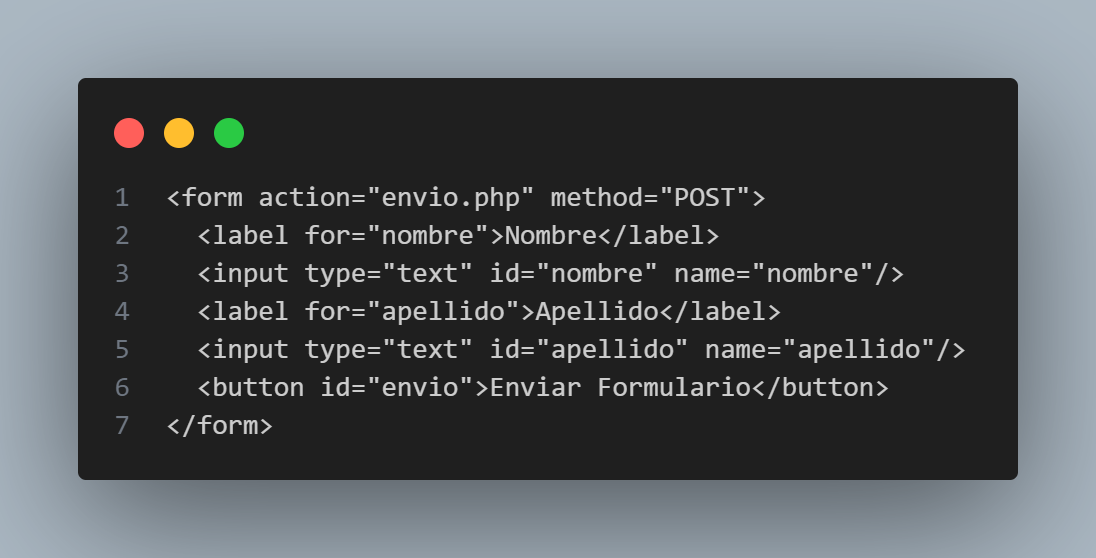 1 <form action="envio.php" method="POST">
2   <label for="nombre">Nombre</label>
3   <input type="text" id="nombre" name="nombre"/>
4   <label for="apellido">Apellido</label>
5   <input type="text" id="apellido" name="apellido"/>
6   <button id="envio">Enviar Formulario</button>
7 </form>